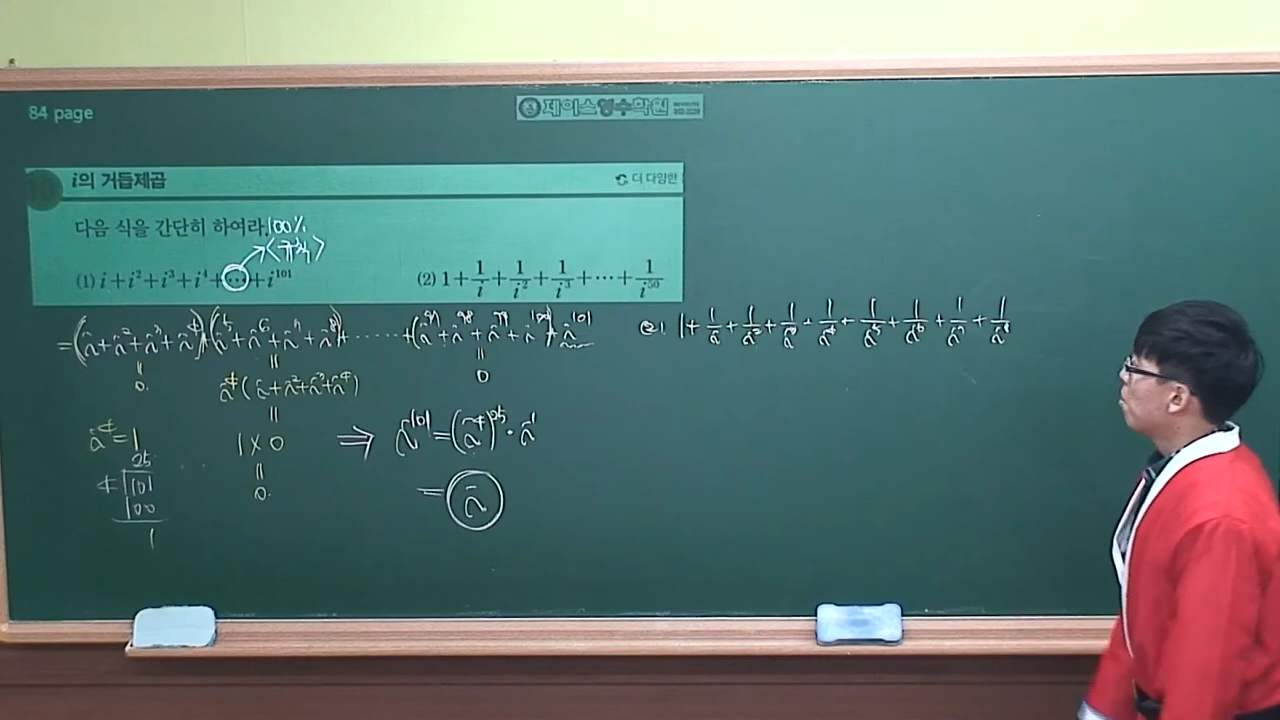 84 page
제이스영수학원
i의 거듭제곱
더 다양한
다음 식을 간단히 하여라. 100%
<규칙>
(1) i+i²+i³+i⁴+⋯+i¹⁰¹
(2) 1+1/i+1/i²+1/i³+⋯+1/i⁵⁰
=(i+i²+i³+i⁴)+(i⁵+i⁶+i⁷+i⁸)+⋯⋯+(i⁹⁷+i⁹⁸+i⁹⁹+i¹⁰⁰)+i¹⁰¹
(2). 1+1/i+1/i²+1/i³+1/i⁴+1/i⁵+1/i⁶+1/i⁷+1/i⁸
= 0.
= i⁴(i+i²+i³+i⁴)
= 0
i⁴=1
= 1×0
= 0.
⇒ i¹⁰¹=(i⁴)²⁵·i¹
= i
25
4 101
100
1